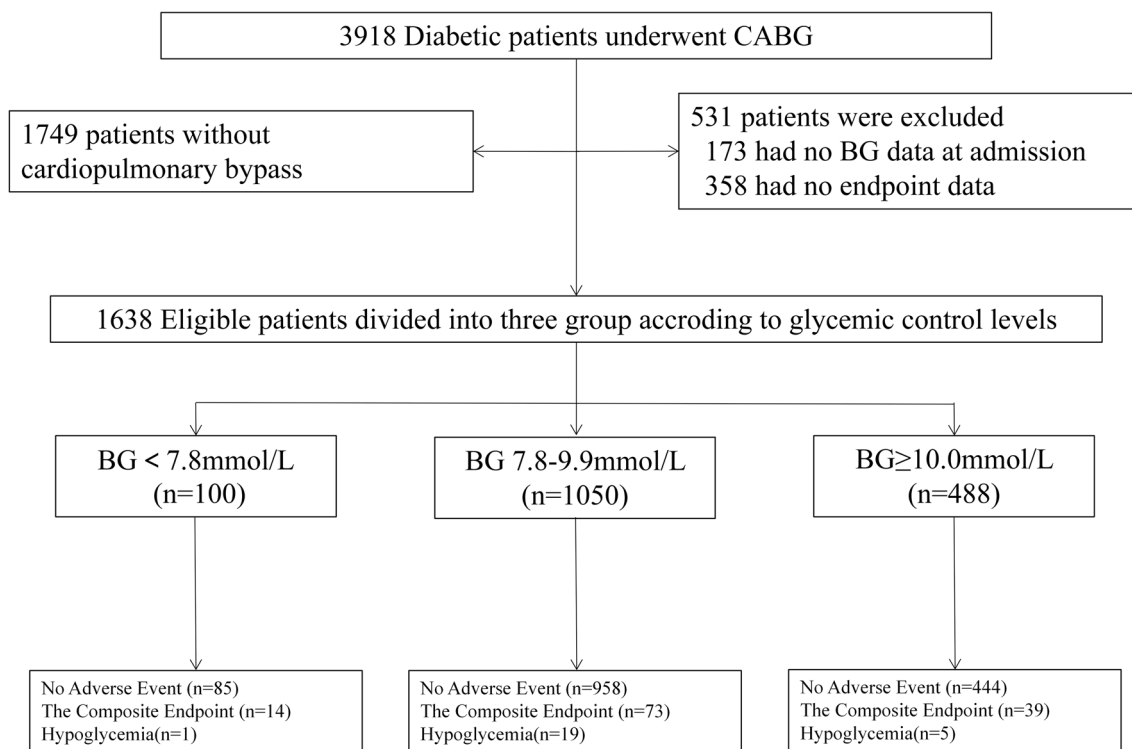 3918 Diabetic patients underwent CABG
1749 patients without
cardiopulmonary bypass
531 patients were excluded
173 had no BG data at admission
358 had no endpoint data
1638 Eligible patients divided into three group accroding to glycemic control levels
BG < 7.8mmol/L
(n=100)
BG 7.8-9.9mmol/L
(n=1050)
BG≥10.0mmol/L
(n=488)
No Adverse Event (n=85)
The Composite Endpoint (n=14)
Hypoglycemia(n=1)
No Adverse Event (n=958)
The Composite Endpoint (n=73)
Hypoglycemia(n=19)
No Adverse Event (n=444)
The Composite Endpoint (n=39)
Hypoglycemia(n=5)